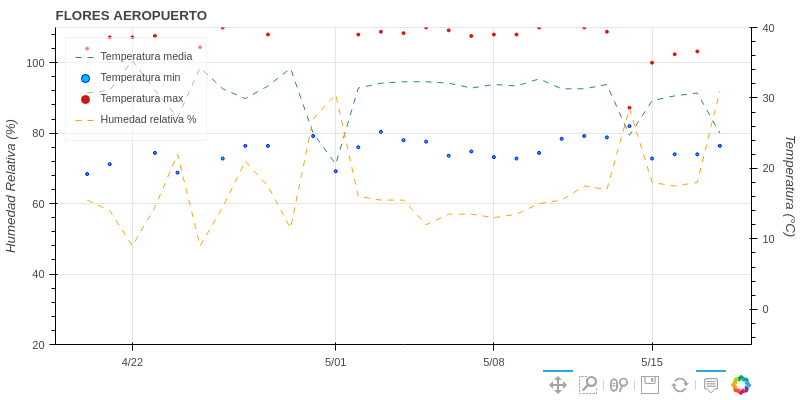 FLORES AEROPUERTO
Temperatura media
Temperatura min
Temperatura max
Humedad relativa %
Humedad Relativa (%)
100
80
60
40
20
Temperatura (°C)
40
30
20
10
0
4/22
5/01
5/08
5/15